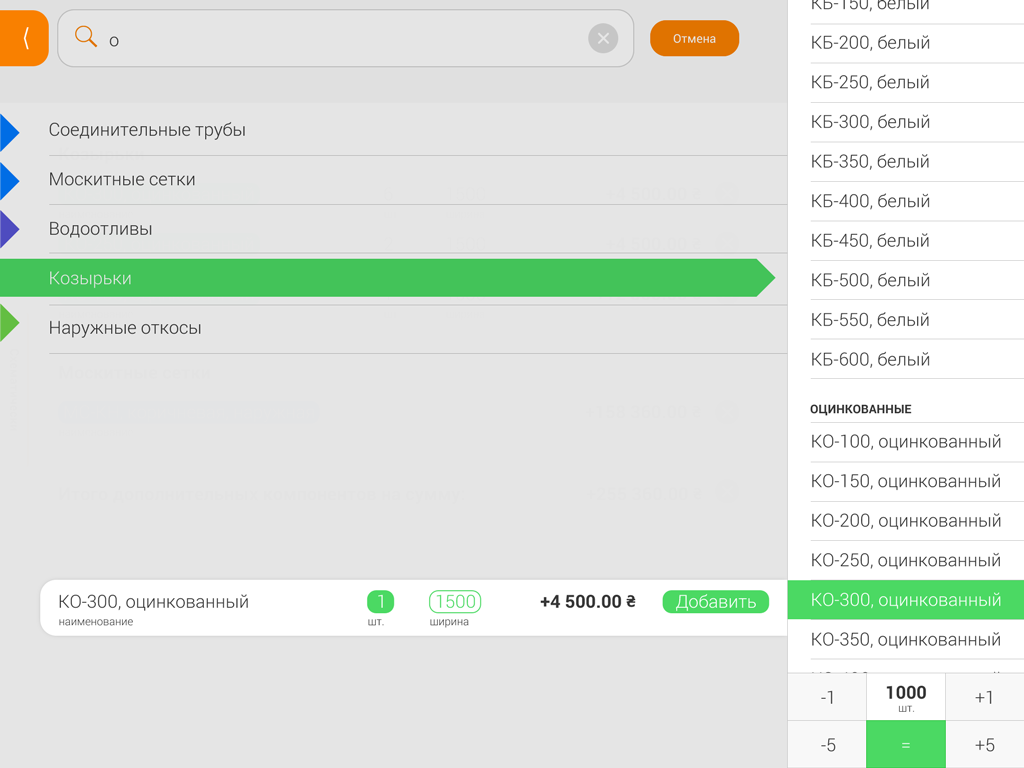 о
Отмена
Соединительные трубы
Москитные сетки
Водоотливы
Козырьки
Наружные откосы
КО-300, оцинкованный
наименование
1
шт.
1500
ширина
+4 500.00 ₴
Добавить
КБ-150, белый
КБ-200, белый
КБ-250, белый
КБ-300, белый
КБ-350, белый
КБ-400, белый
КБ-450, белый
КБ-500, белый
КБ-550, белый
КБ-600, белый
ОЦИНКОВАННЫЕ
КО-100, оцинкованный
КО-150, оцинкованный
КО-200, оцинкованный
КО-250, оцинкованный
КО-300, оцинкованный
КО-350, оцинкованный
-1
1000
шт.
+1
-5
=
+5